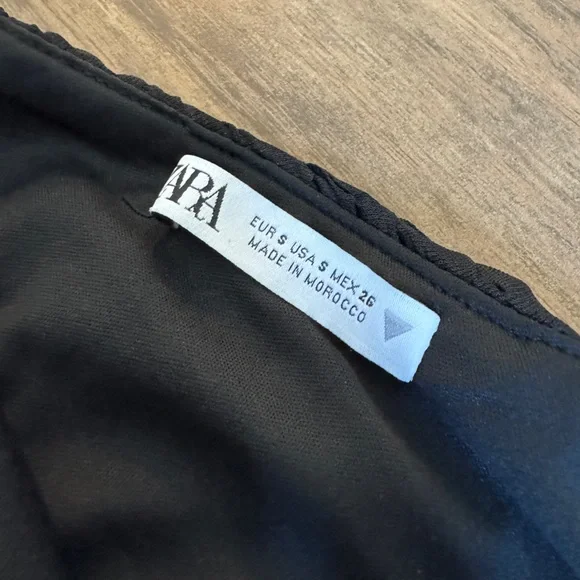 ZARA
EUR S USA S MEX 26
MADE IN MOROCCO